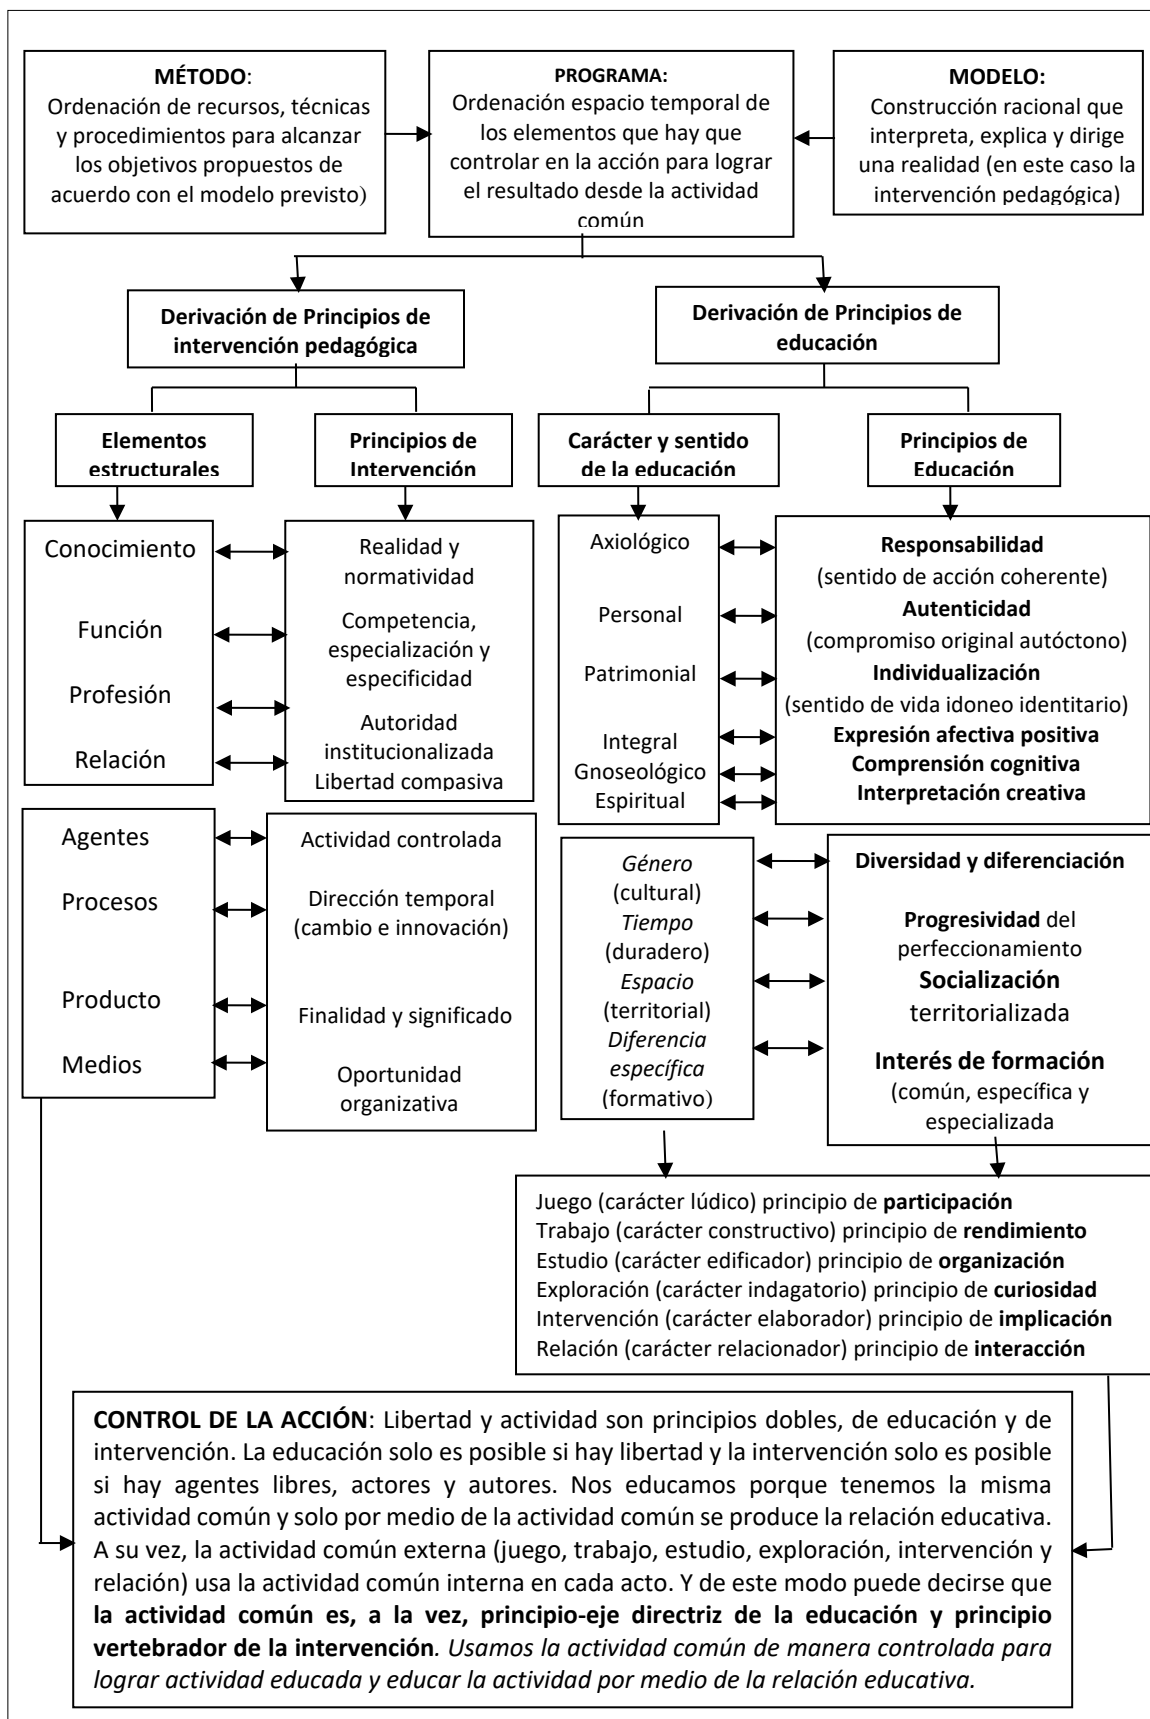 MÉTODO:
Ordenación de recursos, técnicas
y procedimientos para alcanzar
los objetivos propuestos de
acuerdo con el modelo previsto)
PROGRAMA:
Ordenación espacio temporal de
los elementos que hay que
controlar en la acción para lograr
el resultado desde la actividad
común
MODELO:
Construcción racional que
interpreta, explica y dirige
una realidad (en este caso la
intervención pedagógica)
Derivación de Principios de
intervención pedagógica
Derivación de Principios de
educación
Elementos
estructurales
Principios de
Intervención
Carácter y sentido
de la educación
Principios de
Educación
Conocimiento
Función
Profesión
Relación
Realidad y
normatividad
Competencia,
especialización y
especificidad
Autoridad
institucionalizada
Libertad compasiva
Axiológico
Personal
Patrimonial
Integral
Gnoseológico
Espiritual
Responsabilidad
(sentido de acción coherente)
Autenticidad
(compromiso original autóctono)
Individualización
(sentido de vida idoneo identitario)
Expresión afectiva positiva
Comprensión cognitiva
Interpretación creativa
Agentes
Procesos
Producto
Medios
Actividad controlada
Dirección temporal
(cambio e innovación)
Finalidad y significado
Oportunidad
organizativa
Género
(cultural)
Tiempo
(duradero)
Espacio
(territorial)
Diferencia
específica
(formativo)
Diversidad y diferenciación
Progresividad del
perfeccionamiento
Socialización
territorializada
Interés de formación
(común, específica y
especializada
Juego (carácter lúdico) principio de participación
Trabajo (carácter constructivo) principio de rendimiento
Estudio (carácter edificador) principio de organización
Exploración (carácter indagatorio) principio de curiosidad
Intervención (carácter elaborador) principio de implicación
Relación (carácter relacionador) principio de interacción
CONTROL DE LA ACCIÓN: Libertad y actividad son principios dobles, de educación y de
intervención. La educación solo es posible si hay libertad y la intervención solo es posible
si hay agentes libres, actores y autores. Nos educamos porque tenemos la misma
actividad común y solo por medio de la actividad común se produce la relación educativa.
A su vez, la actividad común externa (juego, trabajo, estudio, exploración, intervención y
relación) usa la actividad común interna en cada acto. Y de este modo puede decirse que
la actividad común es, a la vez, principio-eje directriz de la educación y principio
vertebrador de la intervención. Usamos la actividad común de manera controlada para
lograr actividad educada y educar la actividad por medio de la relación educativa.